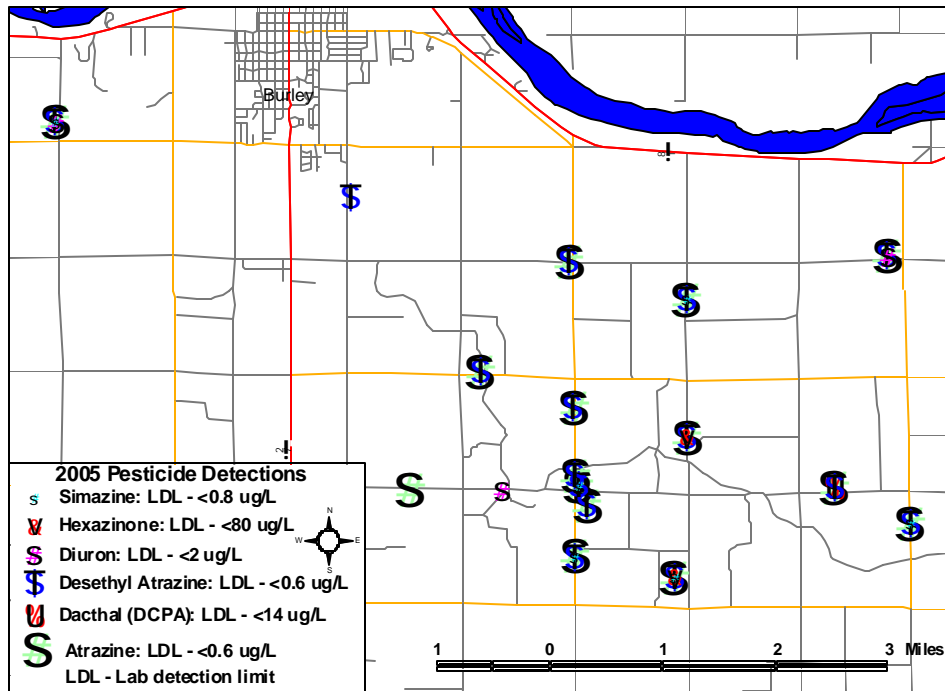 Burley
8
2
2005 Pesticide Detections
Simazine: LDL - <0.8 ug/L
Hexazinone: LDL - <80 ug/L
Diuron: LDL - <2 ug/L
Desethyl Atrazine: LDL - <0.6 ug/L
Dacthal (DCPA): LDL - <14 ug/L
Atrazine: LDL - <0.6 ug/L
LDL - Lab detection limit
N
W E
S
1 0 1 2 3 Miles